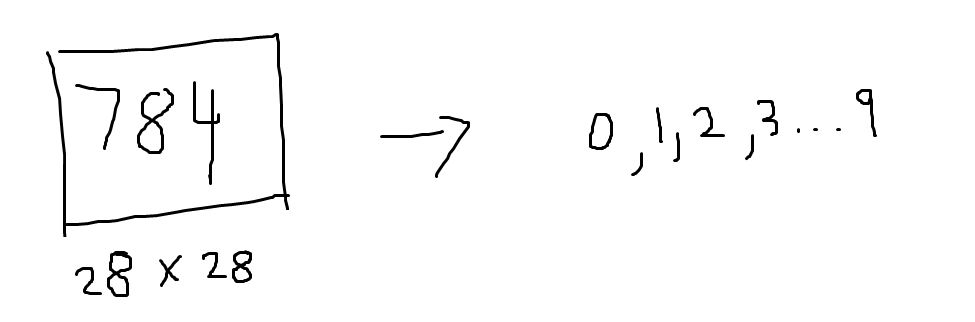 784 → 0, 1, 2, 3...9
28 x 28